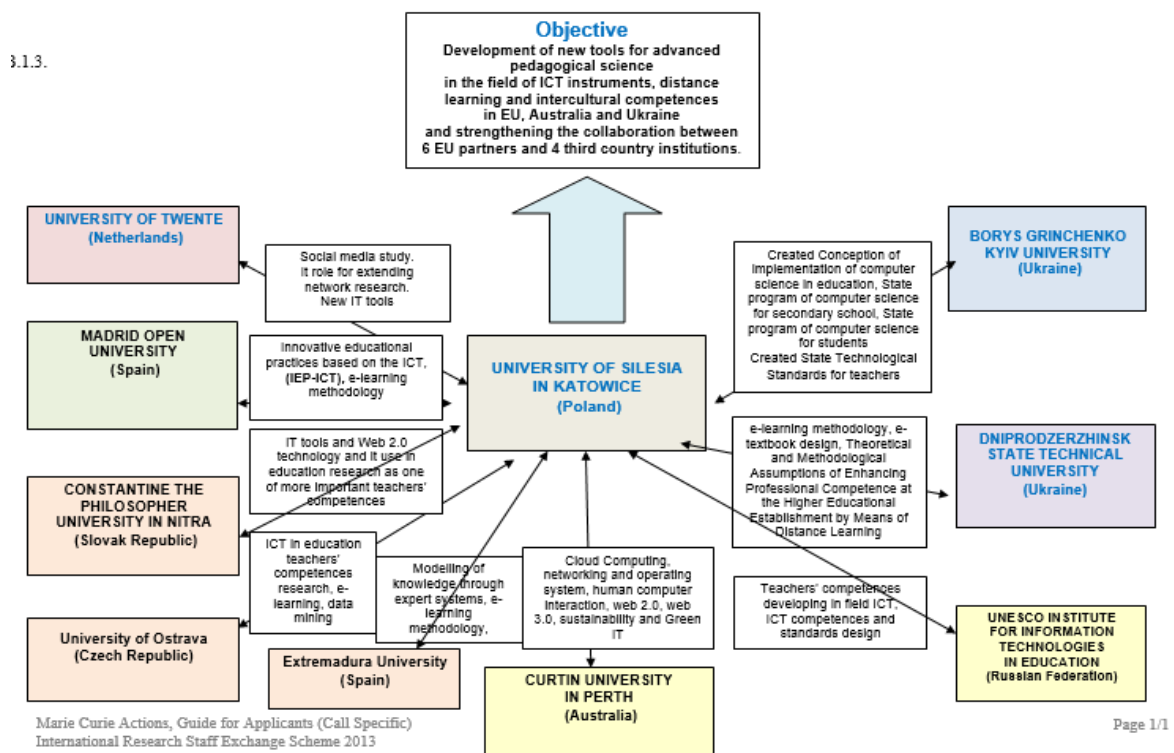 Objective
Development of new tools for advanced
pedagogical science
in the field of ICT instruments, distance
learning and intercultural competences
in EU, Australia and Ukraine
and strengthening the collaboration between
6 EU partners and 4 third country institutions.
3.1.3.
UNIVERSITY OF TWENTE
(Netherlands)
Social media study.
It role for extending
network research.
New IT tools
Created Conception of
Implementation of computer
science in education, State
program of computer science
for secondary school, State
program of computer science
for students
Created State Technological
Standards for teachers
BORYS GRINCHENKO
KYIV UNIVERSITY
(Ukraine)
MADRID OPEN
UNIVERSITY
(Spain)
Innovative educational
practices based on the ICT,
(IEP-ICT), e-learning
methodology
UNIVERSITY OF SILESIA
IN KATOWICE
(Poland)
IT tools and Web 2.0
technology and it use in
education research as one
of more important teachers'
competences
e-learning methodology, e-
textbook design, Theoretical
and Methodological
Assumptions of Enhancing
Professional Competence at
the Higher Educational
Establishment by Means of
Distance Learning
DNIPRODZERZHINSK
STATE TECHNICAL
UNIVERSITY
(Ukraine)
CONSTANTINE THE
PHILOSOPHER
UNIVERSITY IN NITRA
(Slovak Republic)
ICT in education
teachers'
competences
research, e-
learning, data
mining
Modelling of
knowledge through
expert systems, e-
learning
methodology,
Cloud Computing,
networking and operating
system, human computer
Interaction, web 2.0, web
3.0, sustainability and Green
IT
Teachers' competences
developing in field ICT,
ICT competences and
standards design
UNESCO INSTITUTE
FOR INFORMATION
TECHNOLOGIES
IN EDUCATION
(Russian Federation)
University of Ostrava
(Czech Republic)
Extremadura University
(Spain)
CURTIN UNIVERSITY
IN PERTH
(Australia)
Marie Curie Actions, Guide for Applicants (Call Specific)
International Research Staff Exchange Scheme 2013
Page 1/1